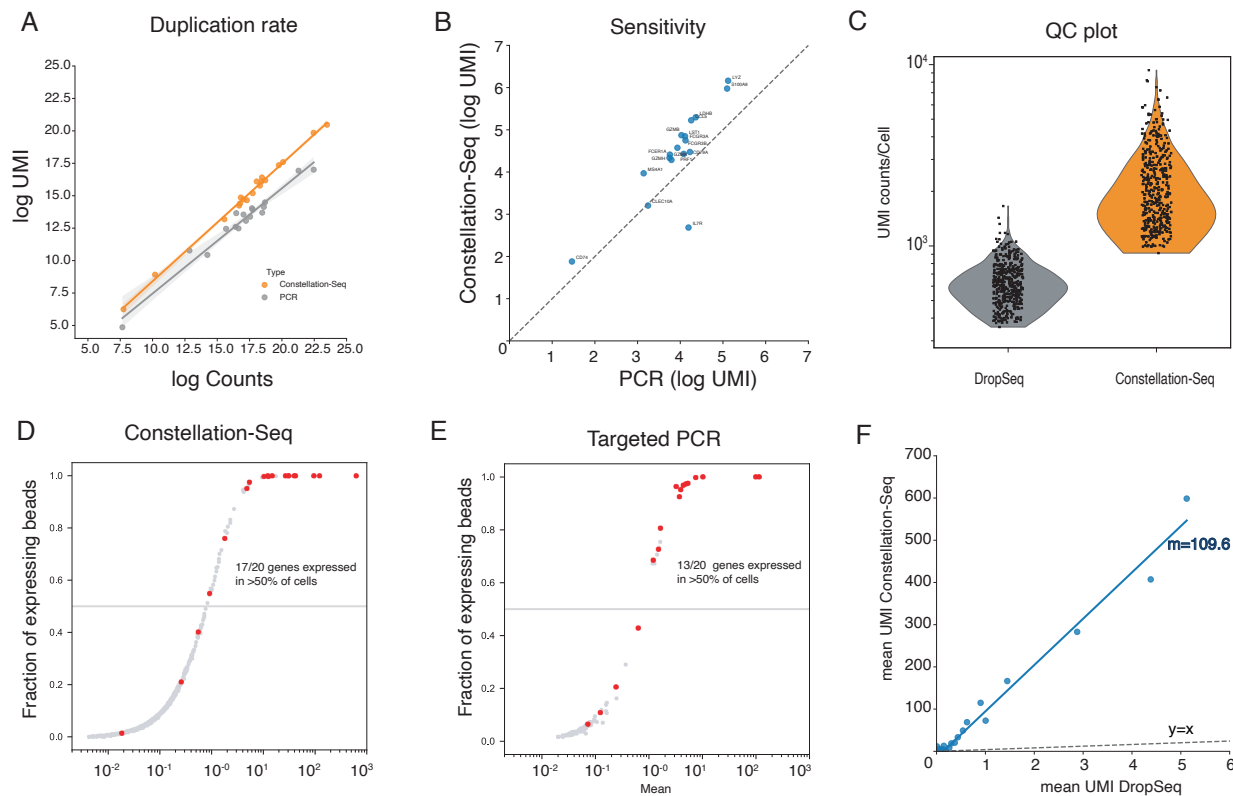 A
Duplication rate
25.0
22.5
20.0
17.5
15.0
12.5
10.0
7.5
5.0
log UMI
5.0 7.5 10.0 12.5 15.0 17.5 20.0 22.5 25.0
log Counts
Type
Constellation-Seq
PCR
B
Sensitivity
7
6
5
4
3
2
1
0
Constellation-Seq (log UMI)
1 2 3 4 5 6 7
PCR (log UMI)
LYZ
S100A8
GZMB
LST1
FCGR3A
FCGR3B
FCER1A
GZMH
MS4A1
CLEC10A
IL7R
CD74
C
QC plot
10⁴
10³
UMI counts/Cell
DropSeq
Constellation-Seq
D
Constellation-Seq
1.0
0.8
0.6
0.4
0.2
0.0
Fraction of expressing beads
17/20 genes expressed
in >50% of cells
10⁻² 10⁻¹ 10⁻⁰ 10¹ 10² 10³
E
Targeted PCR
1.0
0.8
0.6
0.4
0.2
0.0
Fraction of expressing beads
13/20 genes expressed
in >50% of cells
10⁻² 10⁻¹ 10⁻⁰ 10¹ 10² 10³
Mean
F
700
600
500
400
300
200
100
mean UMI Constellation-Seq
m=109.6
y=x
0 1 2 3 4 5 6
mean UMI DropSeq